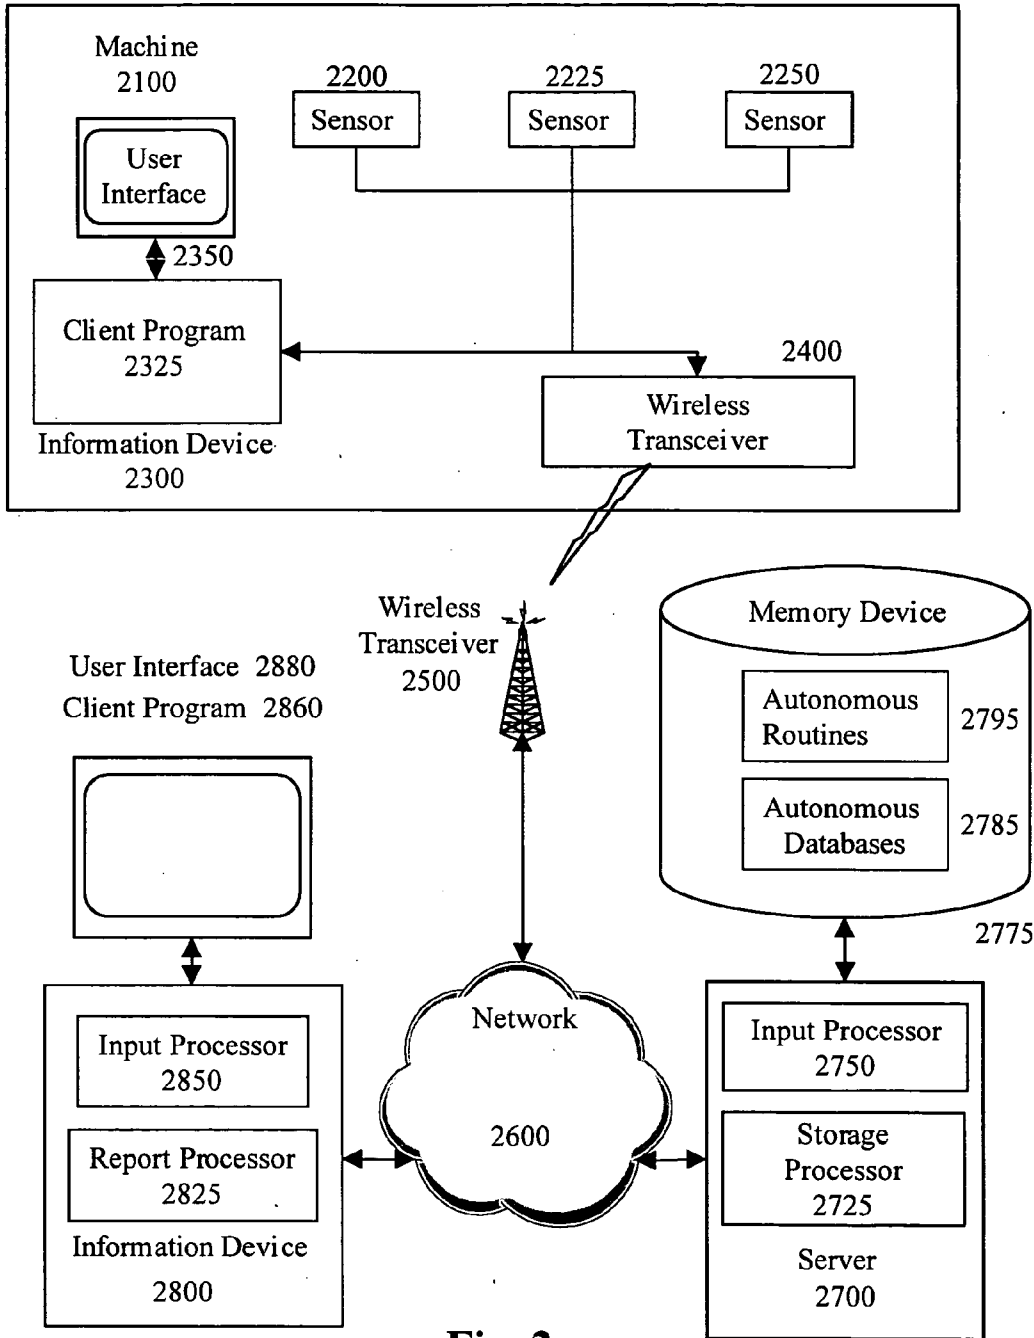 Machine
2100
2200
2225
2250
Sensor
Sensor
Sensor
User
Interface
2350
Client Program
2325
2400
Wireless
Transceiver
Information Device
2300
Wireless
Transceiver
2500
Memory Device
User Interface 2880
Client Program 2860
Autonomous
Routines
2795
Autonomous
Databases
2785
2775
Network
2600
Input Processor
2850
Report Processor
2825
Information Device
2800
Input Processor
2750
Storage
Processor
2725
Server
2700